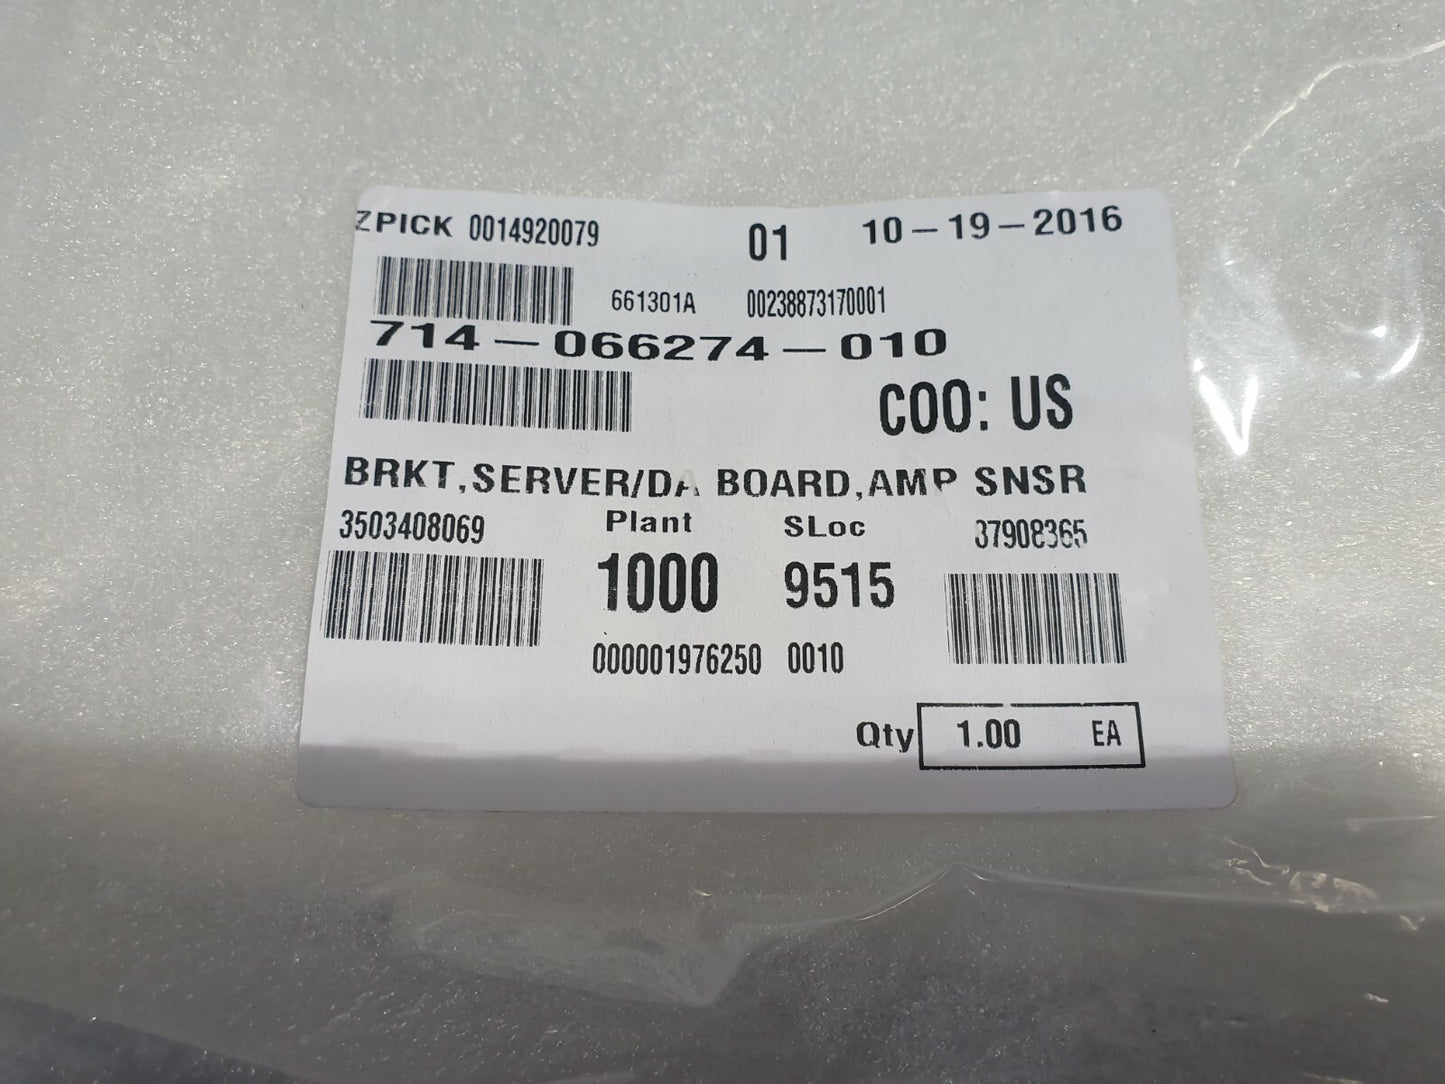 ZPICK 0014920079 01 10-19-2016
661301A 00238873170001
714-066274-010
COO: US
BRKT,SERVER/DA BOARD,AMP SNSR
3503408069 Plant SLoc 37908365
1000 9515
000001976250 0010
Qty 1.00 EA